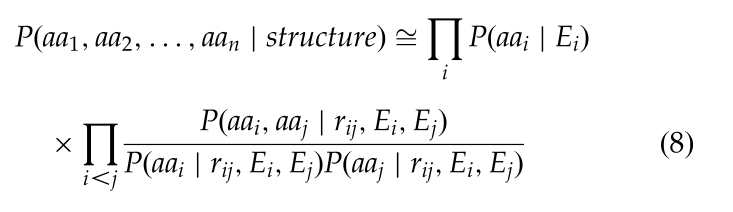 P(aa₁, aa₂, . . . , aaₙ | structure) ≅ ∏ᵢ P(aaᵢ | Eᵢ)
× ∏_{i<j} P(aaᵢ, aaⱼ | rᵢⱼ, Eᵢ, Eⱼ) / P(aaᵢ | rᵢⱼ, Eᵢ, Eⱼ)P(aaⱼ | rᵢⱼ, Eᵢ, Eⱼ) (8)